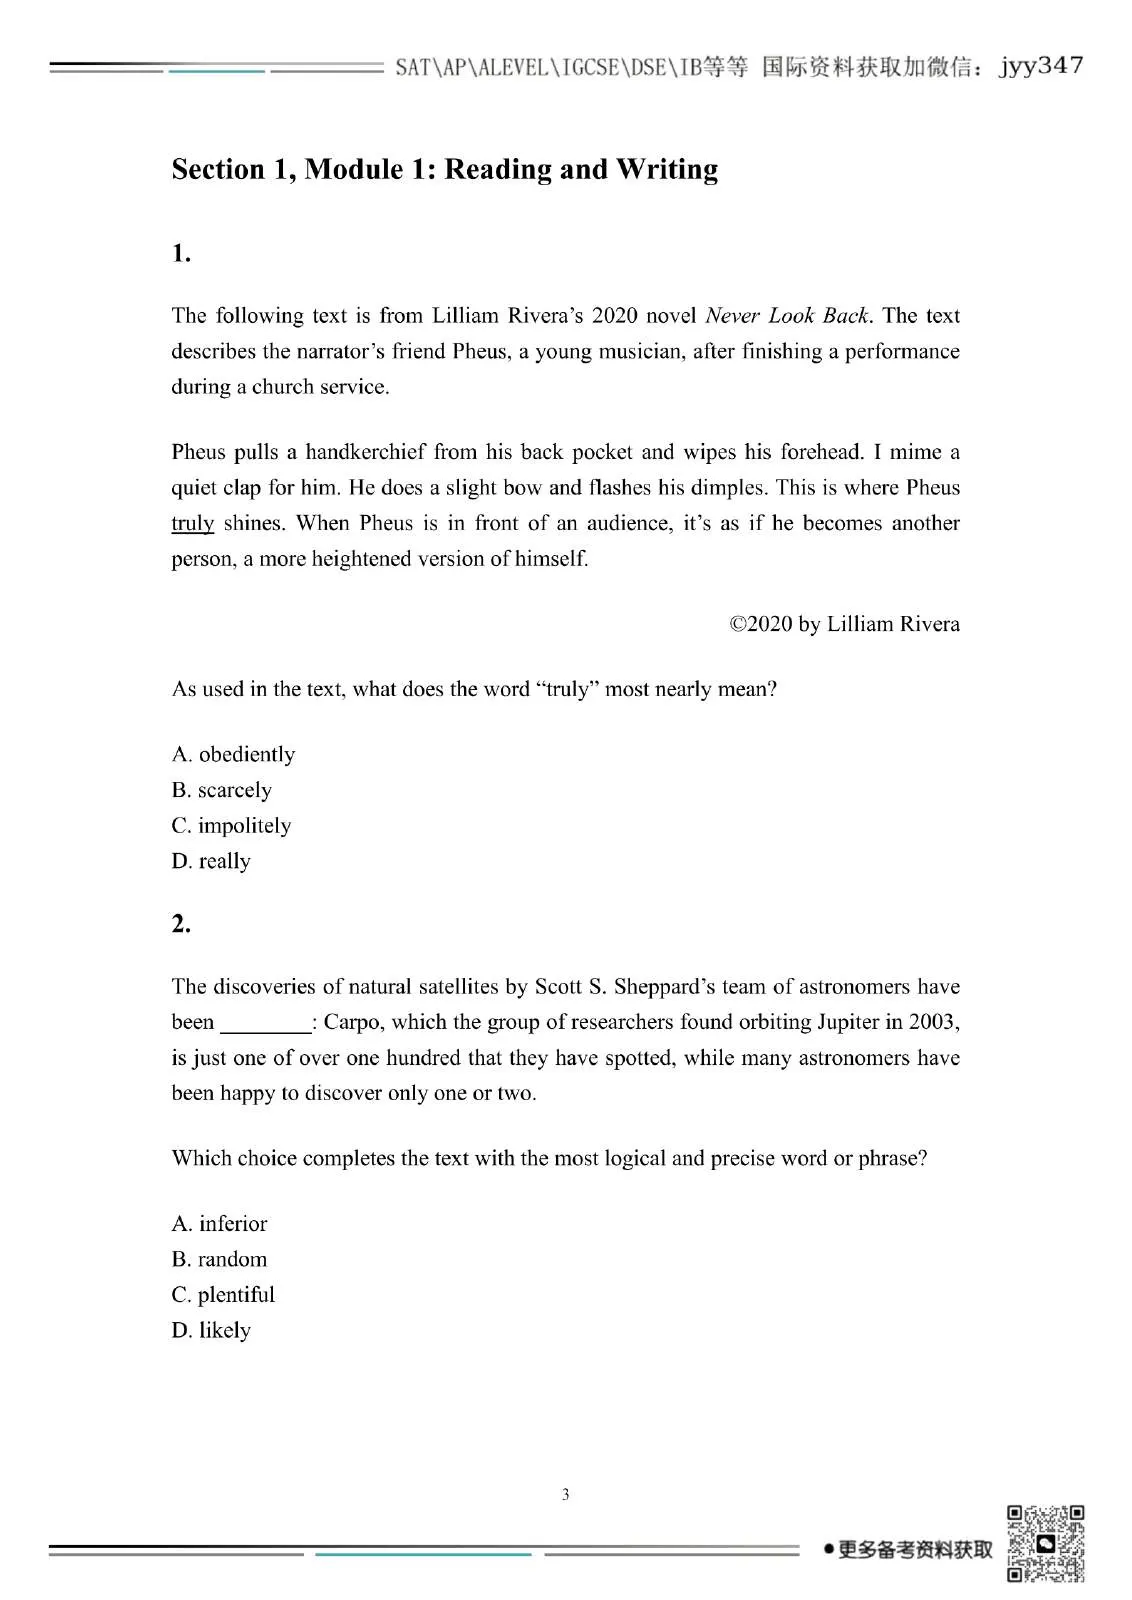 SAT\AP\ALEVEL\IGCSE\DSE\IB等等 国际资料获取加微信: jyy347
Section 1, Module 1: Reading and Writing
1.
The following text is from Lilliam Rivera’s 2020 novel Never Look Back. The text
describes the narrator’s friend Pheus, a young musician, after finishing a performance
during a church service.
Pheus pulls a handkerchief from his back pocket and wipes his forehead. I mime a
quiet clap for him. He does a slight bow and flashes his dimples. This is where Pheus
truly shines. When Pheus is in front of an audience, it’s as if he becomes another
person, a more heightened version of himself.
©2020 by Lilliam Rivera
As used in the text, what does the word “truly” most nearly mean?
A. obediently
B. scarcely
C. impolitely
D. really
2.
The discoveries of natural satellites by Scott S. Sheppard’s team of astronomers have
been ________: Carpo, which the group of researchers found orbiting Jupiter in 2003,
is just one of over one hundred that they have spotted, while many astronomers have
been happy to discover only one or two.
Which choice completes the text with the most logical and precise word or phrase?
A. inferior
B. random
C. plentiful
D. likely
3
●更多备考资料获取